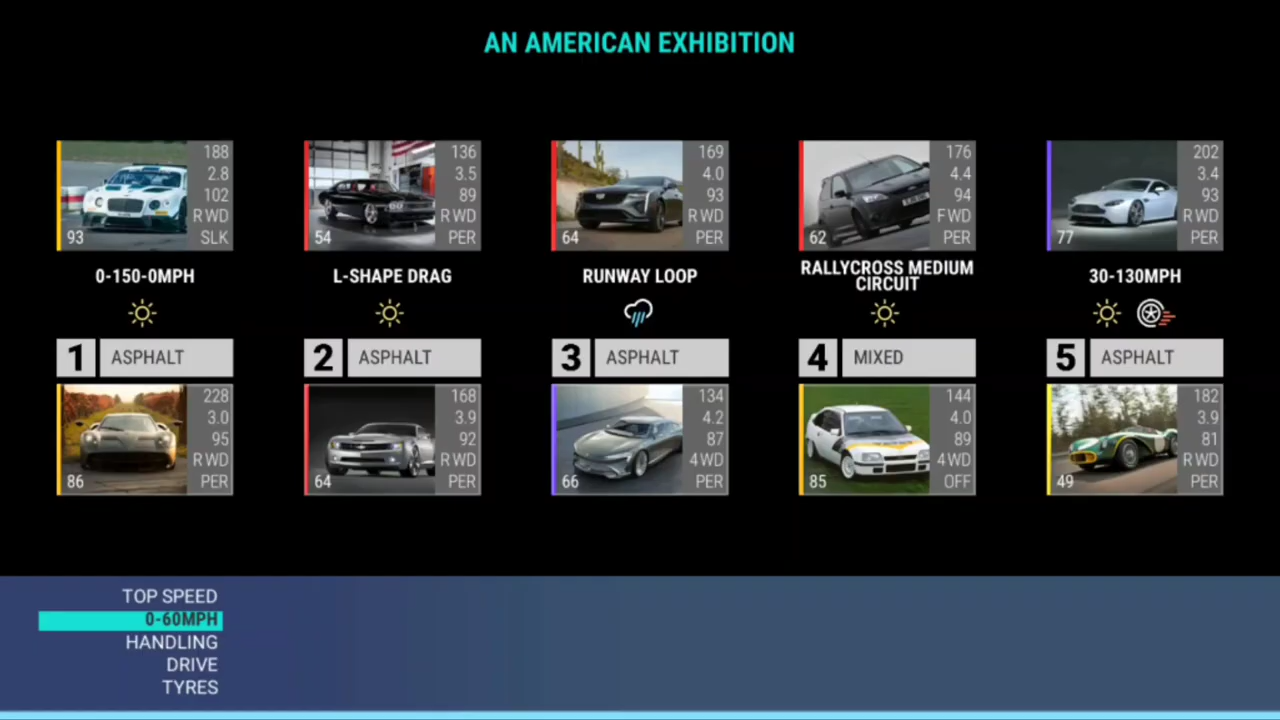 AN AMERICAN EXHIBITION
188
2.8
102
RWD
93 SLK
136
3.5
89
RWD
54 PER
169
4.0
93
RWD
64 PER
176
4.4
94
FWD
62 PER
202
3.4
93
RWD
77 PER
0-150-0MPH
L-SHAPE DRAG
RUNWAY LOOP
RALLYCROSS MEDIUM
CIRCUIT
30-130MPH
1 ASPHALT
2 ASPHALT
3 ASPHALT
4 MIXED
5 ASPHALT
228
3.0
95
RWD
86 PER
168
3.9
92
RWD
64 PER
134
4.2
87
4WD
66 PER
144
4.0
89
4WD
85 OFF
182
3.9
81
RWD
49 PER
TOP SPEED
0-60MPH
HANDLING
DRIVE
TYRES